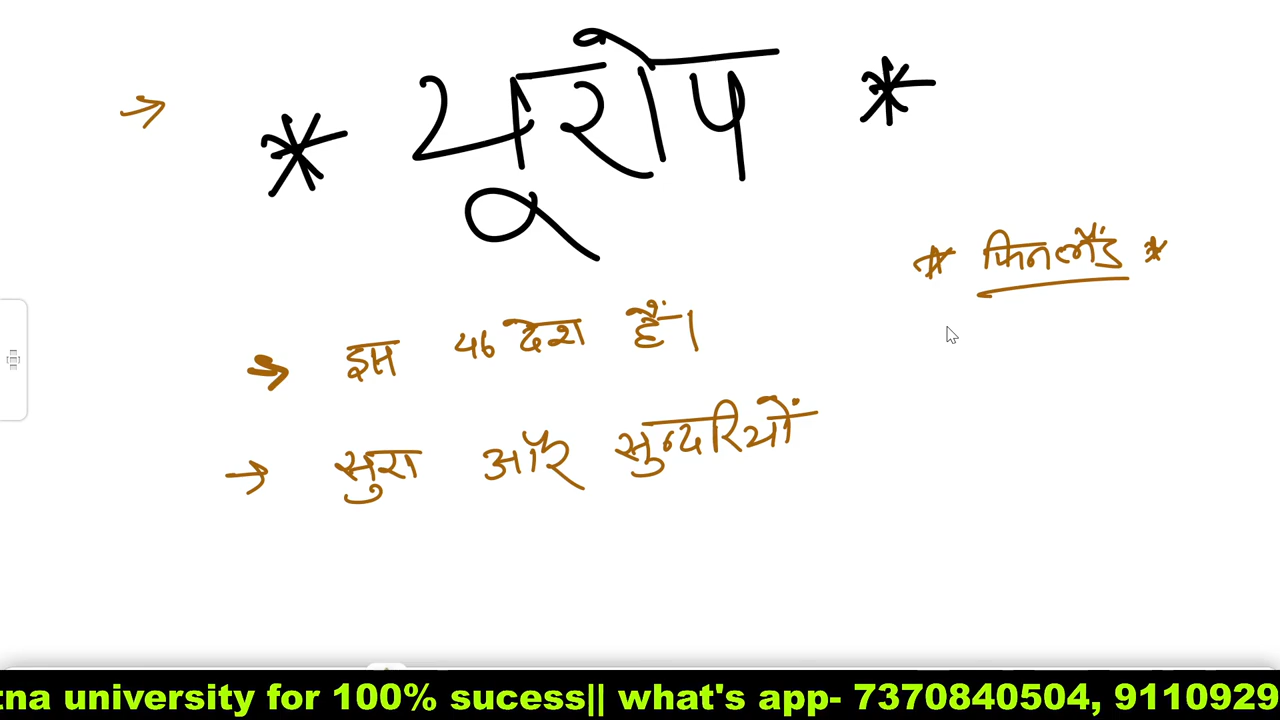 * यूरोप *
* फिनलैंड *
→ इस 46 देश हैं।
→ सुरा और सुन्दरियों
tna university for 100% sucess|| what's app- 7370840504, 9110929